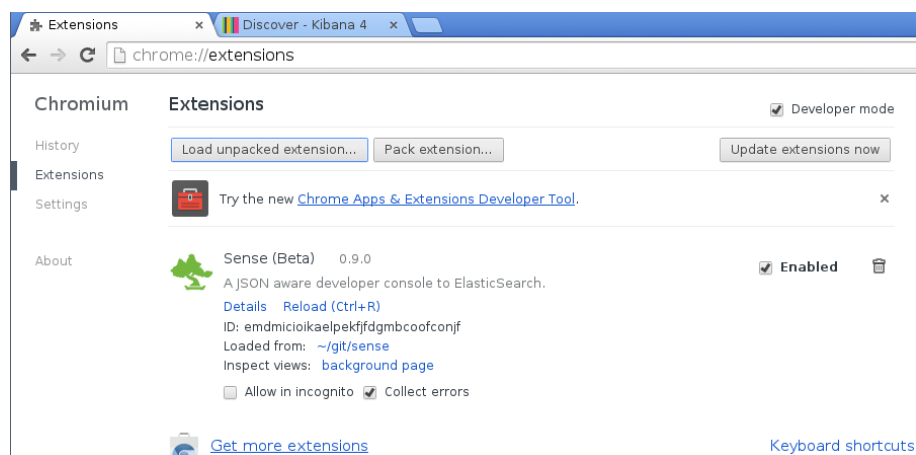 Extensions
Discover - Kibana 4
chrome://extensions
Chromium
Extensions
Developer mode
History
Load unpacked extension...
Pack extension...
Update extensions now
Extensions
Settings
Try the new Chrome Apps & Extensions Developer Tool.
About
Sense (Beta) 0.9.0
Enabled
A JSON aware developer console to ElasticSearch.
Details Reload (Ctrl+R)
ID: emdmicioikaelpekfjfdgmbcoofconjf
Loaded from: ~/git/sense
Inspect views: background page
Allow in incognito Collect errors
Get more extensions
Keyboard shortcuts